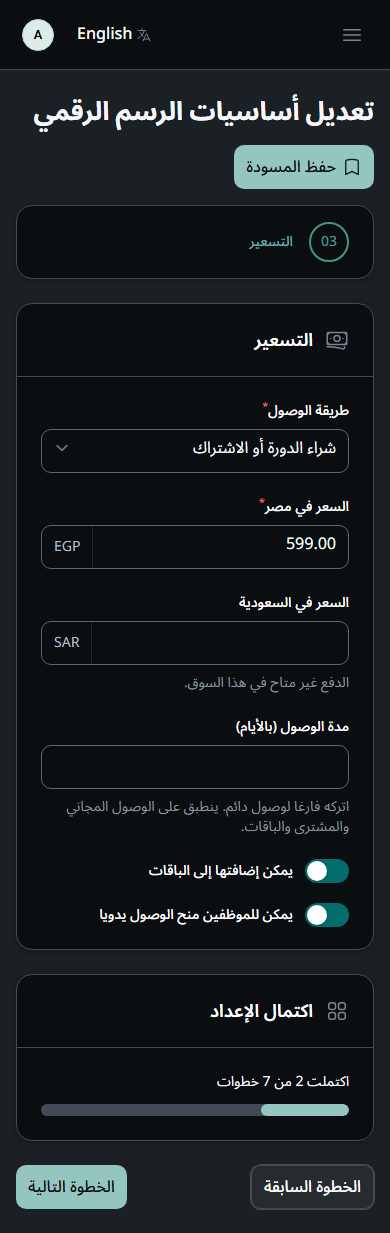 A
English
تعديل أساسيات الرسم الرقمي
حفظ المسودة
03
التسعير
التسعير
طريقة الوصول*
شراء الدورة أو الاشتراك
السعر في مصر*
599.00
EGP
السعر في السعودية
SAR
الدفع غير متاح في هذا السوق.
مدة الوصول (بالأيام)
اتركه فارغا لوصول دائم. ينطبق على الوصول المجاني
والمشترى والباقات.
يمكن إضافتها إلى الباقات
يمكن للموظفين منح الوصول يدويا
اكتمال الإعداد
اكتملت 2 من 7 خطوات
الخطوة السابقة
الخطوة التالية